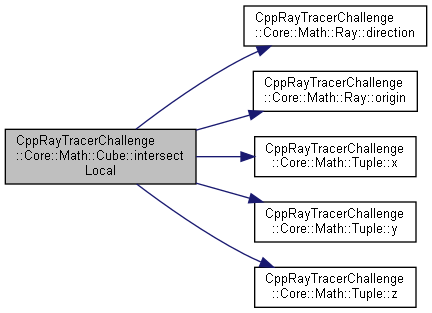 CppRayTracerChallenge
::Core::Math::Cube::intersect
Local
CppRayTracerChallenge
::Core::Math::Ray::direction
CppRayTracerChallenge
::Core::Math::Ray::origin
CppRayTracerChallenge
::Core::Math::Tuple::x
CppRayTracerChallenge
::Core::Math::Tuple::y
CppRayTracerChallenge
::Core::Math::Tuple::z